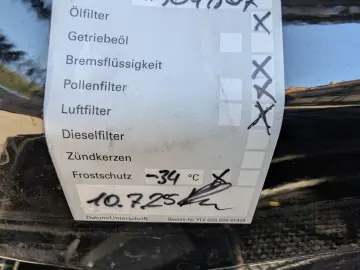 Ölfilter X
Getriebeöl
Bremsflüssigkeit X
Pollenfilter X
Luftfilter X
Dieselfilter
Zündkerzen
Frostschutz -34 °C X
10.7.25
Datum/Unterschrift